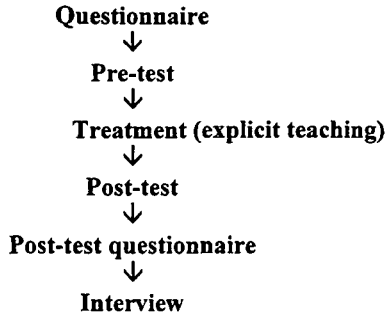 Questionnaire
↓
Pre-test
↓
Treatment (explicit teaching)
↓
Post-test
↓
Post-test questionnaire
↓
Interview